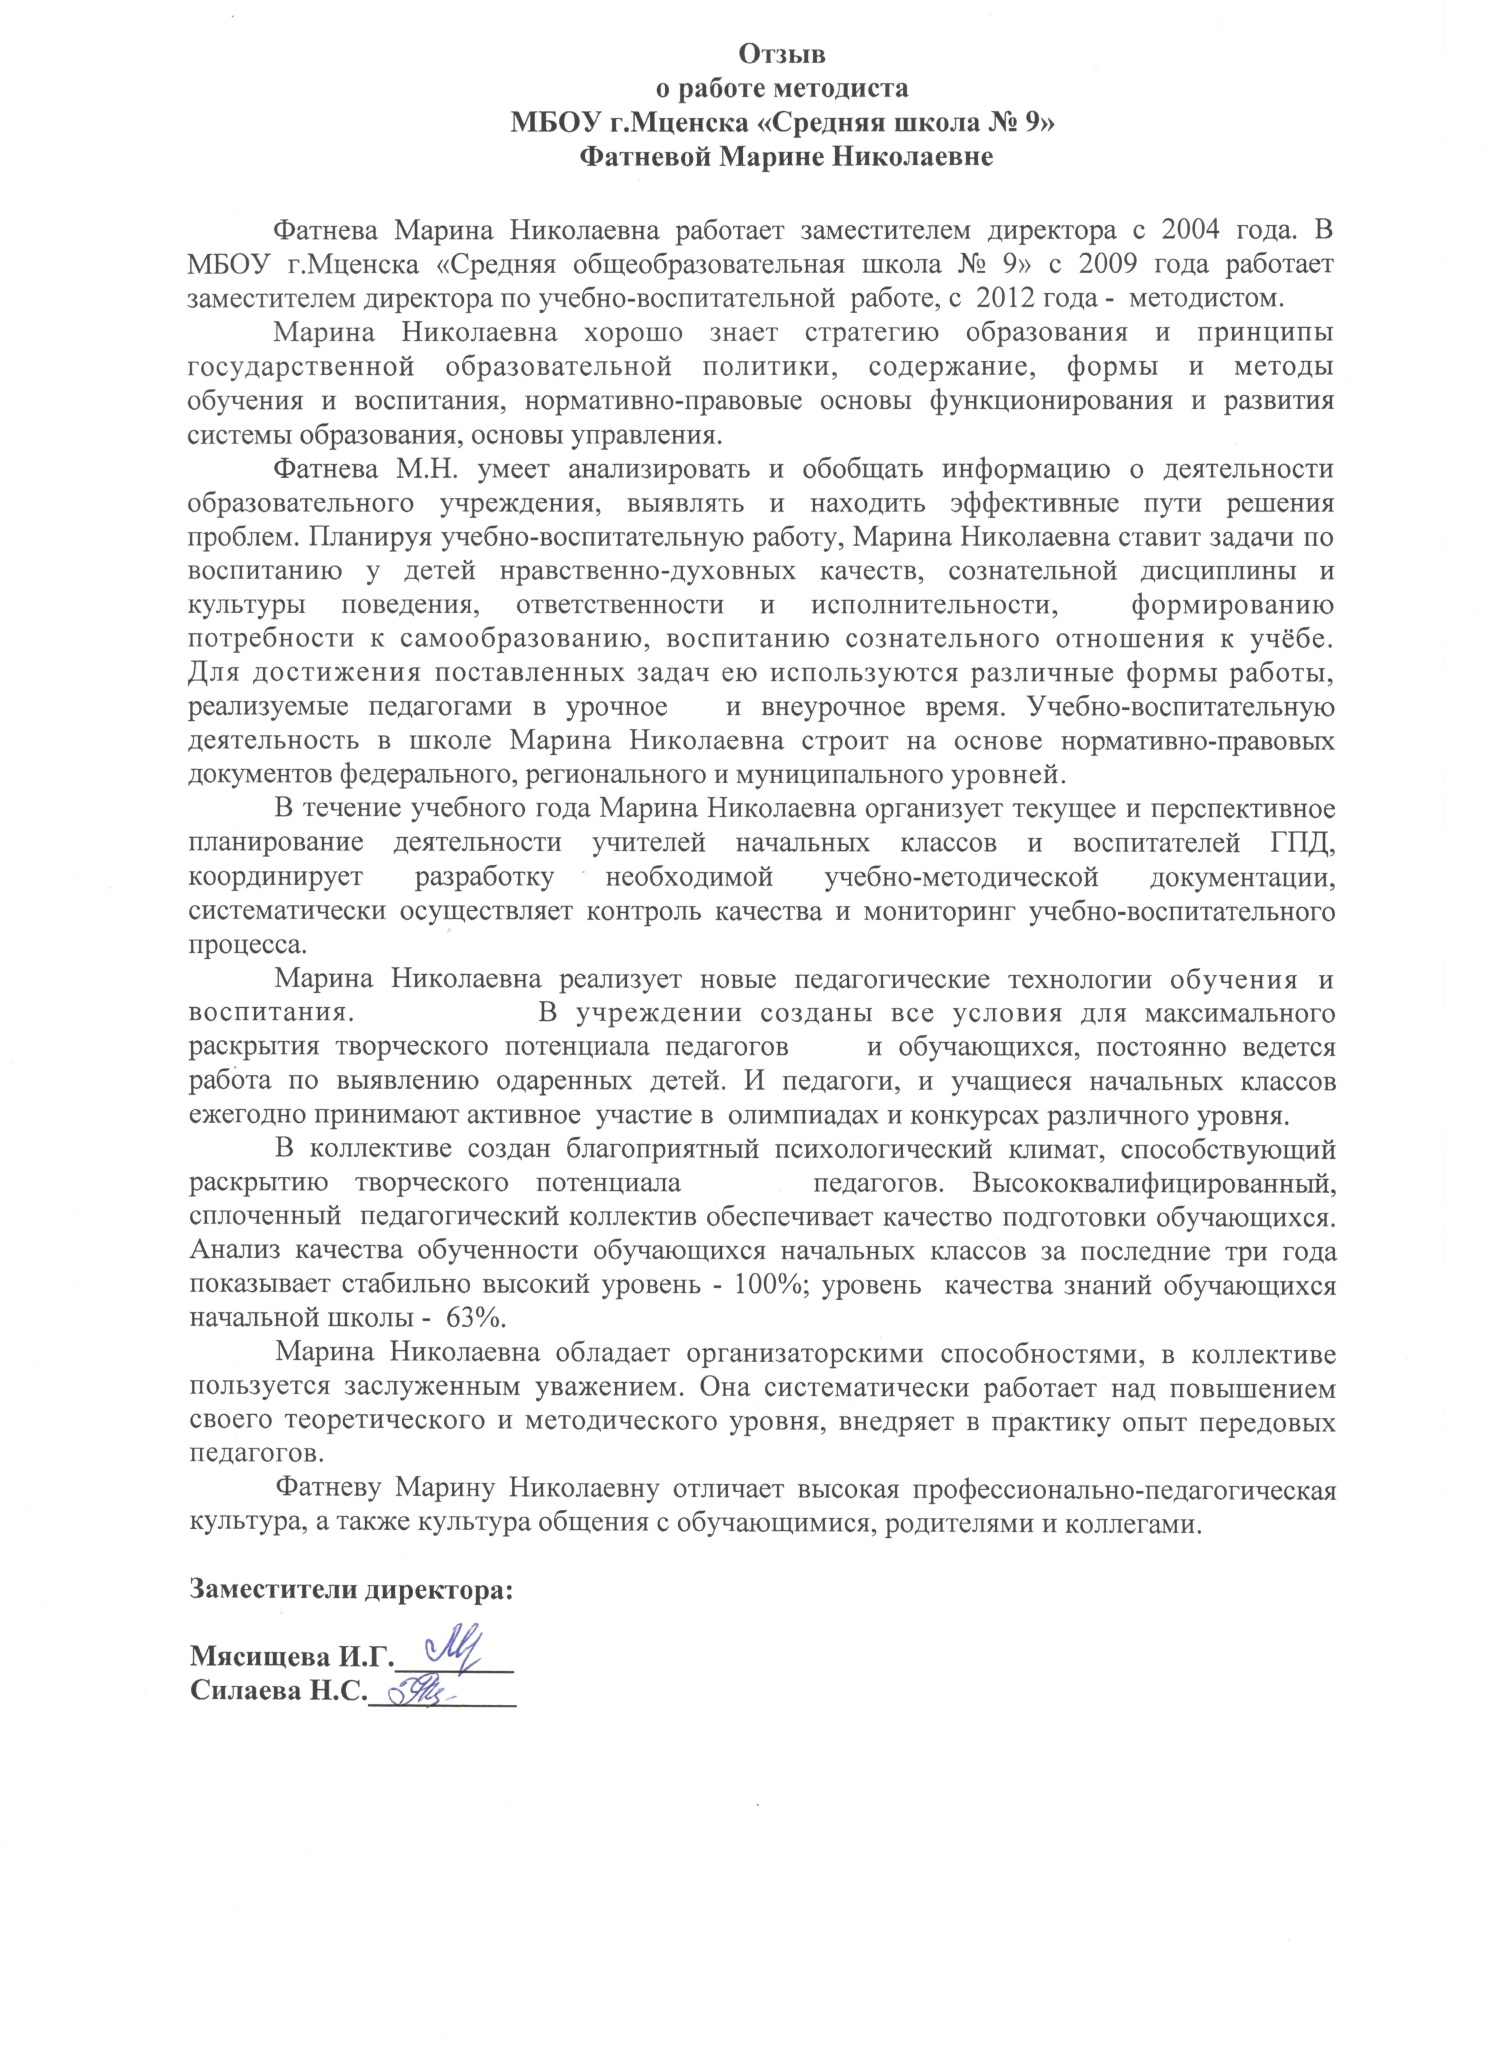 Отзыв
о работе методиста
МБОУ г.Мценска «Средняя школа № 9»
Фатневой Марине Николаевне
Фатнева Марина Николаевна работает заместителем директора с 2004 года. В
МБОУ г.Мценска «Средняя общеобразовательная школа № 9» с 2009 года работает
заместителем директора по учебно-воспитательной работе, с 2012 года - методистом.
Марина Николаевна хорошо знает стратегию образования и принципы
государственной образовательной политики, содержание, формы и методы
обучения и воспитания, нормативно-правовые основы функционирования и развития
системы образования, основы управления.
Фатнева М.Н. умеет анализировать и обобщать информацию о деятельности
образовательного учреждения, выявлять и находить эффективные пути решения
проблем. Планируя учебно-воспитательную работу, Марина Николаевна ставит задачи по
воспитанию у детей нравственно-духовных качеств, сознательной дисциплины и
культуры поведения, ответственности и исполнительности, формированию
потребности к самообразованию, воспитанию сознательного отношения к учёбе.
Для достижения поставленных задач ею используются различные формы работы,
реализуемые педагогами в урочное и внеурочное время. Учебно-воспитательную
деятельность в школе Марина Николаевна строит на основе нормативно-правовых
документов федерального, регионального и муниципального уровней.
В течение учебного года Марина Николаевна организует текущее и перспективное
планирование деятельности учителей начальных классов и воспитателей ГПД,
координирует разработку необходимой учебно-методической документации,
систематически осуществляет контроль качества и мониторинг учебно-воспитательного
процесса.
Марина Николаевна реализует новые педагогические технологии обучения и
воспитания. В учреждении созданы все условия для максимального
раскрытия творческого потенциала педагогов и обучающихся, постоянно ведется
работа по выявлению одаренных детей. И педагоги, и учащиеся начальных классов
ежегодно принимают активное участие в олимпиадах и конкурсах различного уровня.
В коллективе создан благоприятный психологический климат, способствующий
раскрытию творческого потенциала педагогов. Высококвалифицированный,
сплоченный педагогический коллектив обеспечивает качество подготовки обучающихся.
Анализ качества обученности обучающихся начальных классов за последние три года
показывает стабильно высокий уровень - 100%; уровень качества знаний обучающихся
начальной школы - 63%.
Марина Николаевна обладает организаторскими способностями, в коллективе
пользуется заслуженным уважением. Она систематически работает над повышением
своего теоретического и методического уровня, внедряет в практику опыт передовых
педагогов.
Фатневу Марину Николаевну отличает высокая профессионально-педагогическая
культура, а также культура общения с обучающимися, родителями и коллегами.
Заместители директора:
Мясищева И.Г.________
Силаева Н.С.__________